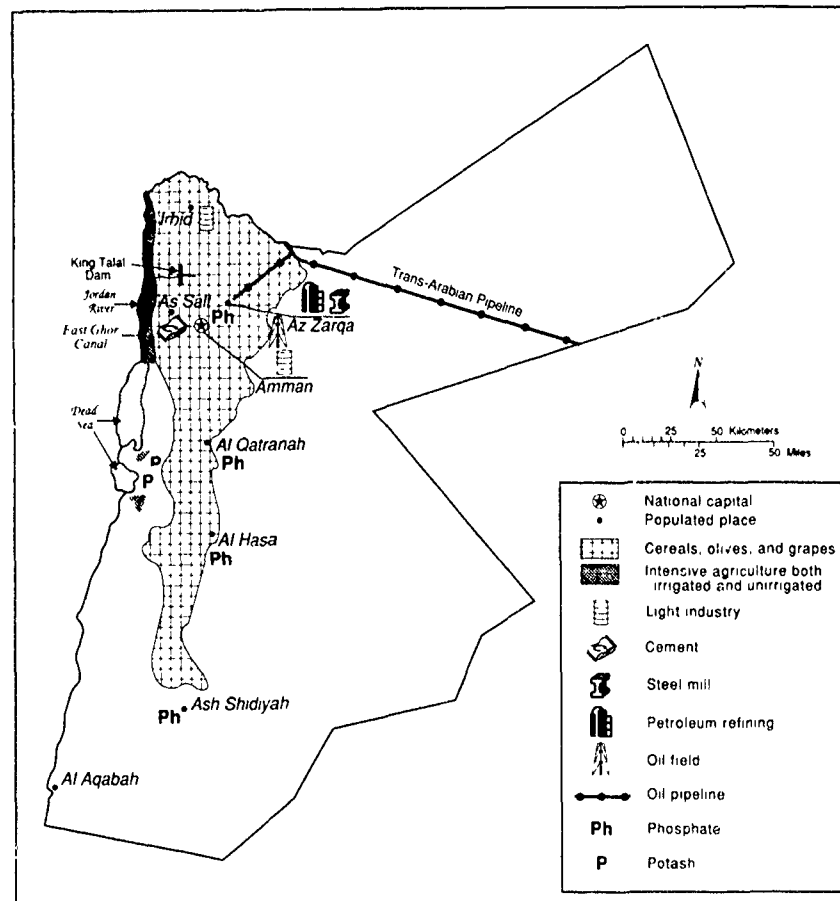 Irbid
King Talal
Dam
Jordan
River
As Salt
East Ghor
Canal
Ph
Az Zarqa
Amman
Trans-Arabian Pipeline
Dead
Sea
P
P
Al Qatranah
Ph
Al Hasa
Ph
Ash Shidiyah
Ph
Al Aqabah
N
0 25 50 Kilometers
0 25 50 Miles
National capital
Populated place
Cereals, olives, and grapes
Intensive agriculture both
irrigated and unirrigated
Light industry
Cement
Steel mill
Petroleum refining
Oil field
Oil pipeline
Ph Phosphate
P Potash